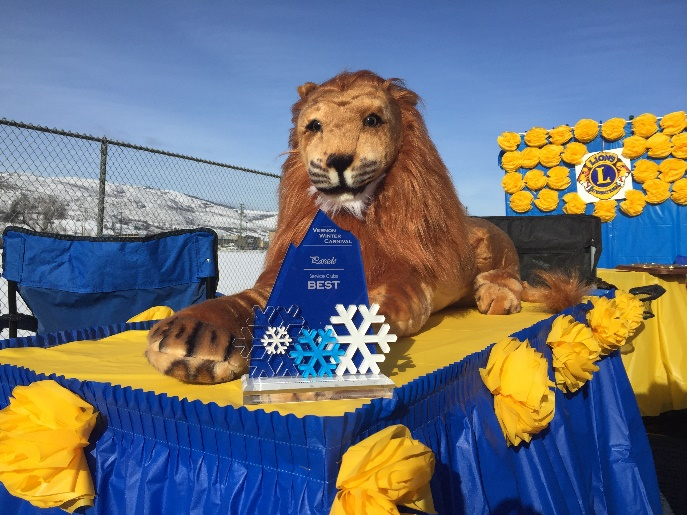 VERNON
WINTER
CARNIVAL
Parade
Service Clubs
BEST
LIONS
L